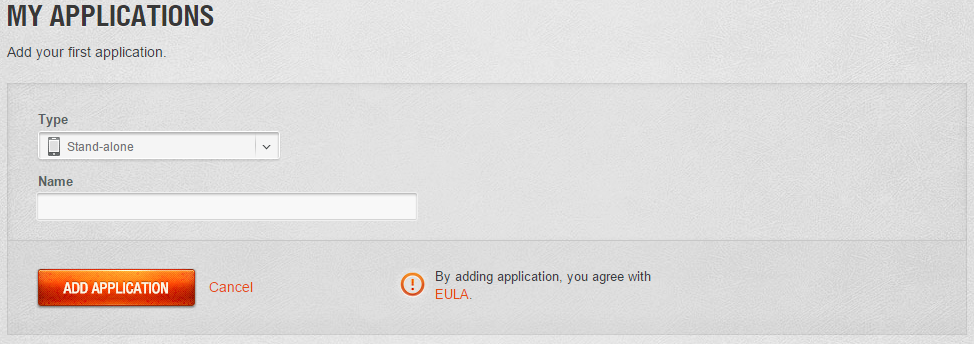 MY APPLICATIONS
Add your first application.
Type
Stand-alone
Name
ADD APPLICATION
Cancel
By adding application, you agree with
EULA.